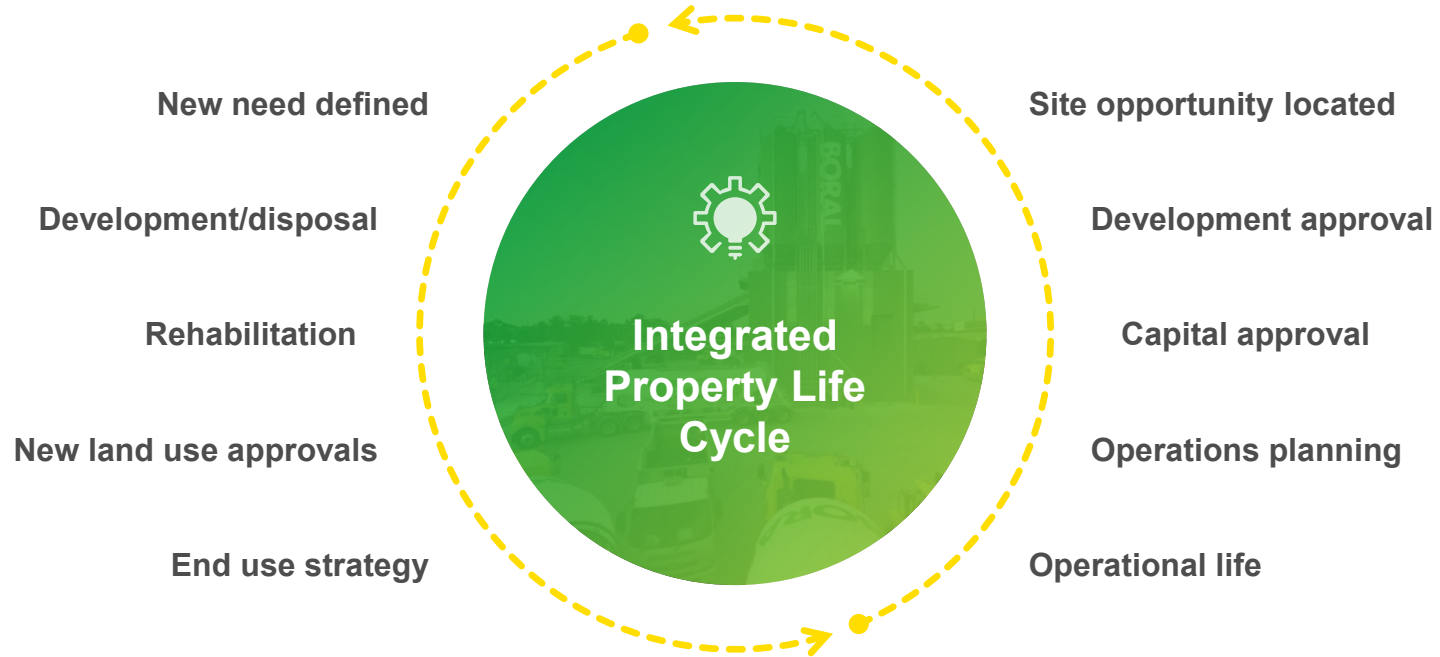 New need defined
Site opportunity located
Development/disposal
Development approval
Rehabilitation
Capital approval
BORAL
Integrated
Property Life
Cycle
New land use approvals
Operations planning
End use strategy
Operational life